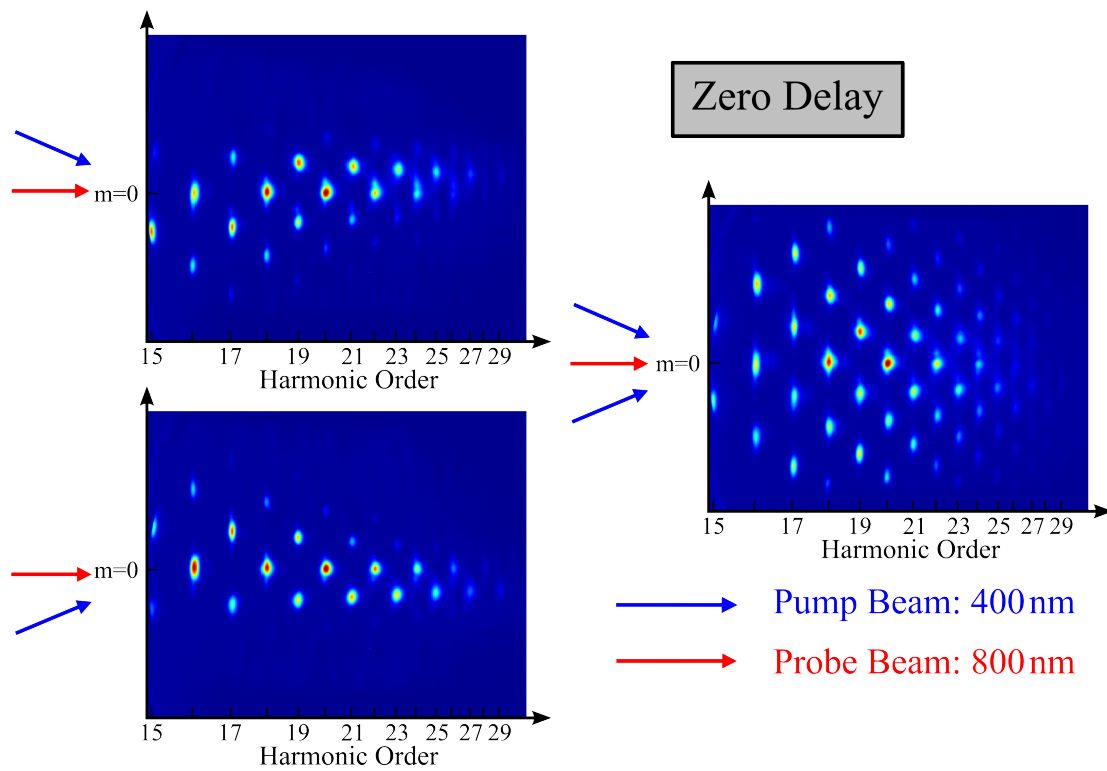 Zero Delay
m=0
15 17 19 21 23 25 27 29
Harmonic Order
m=0
15 17 19 21 23 25 27 29
Harmonic Order
m=0
15 17 19 21 23 25 27 29
Harmonic Order
Pump Beam: 400 nm
Probe Beam: 800 nm